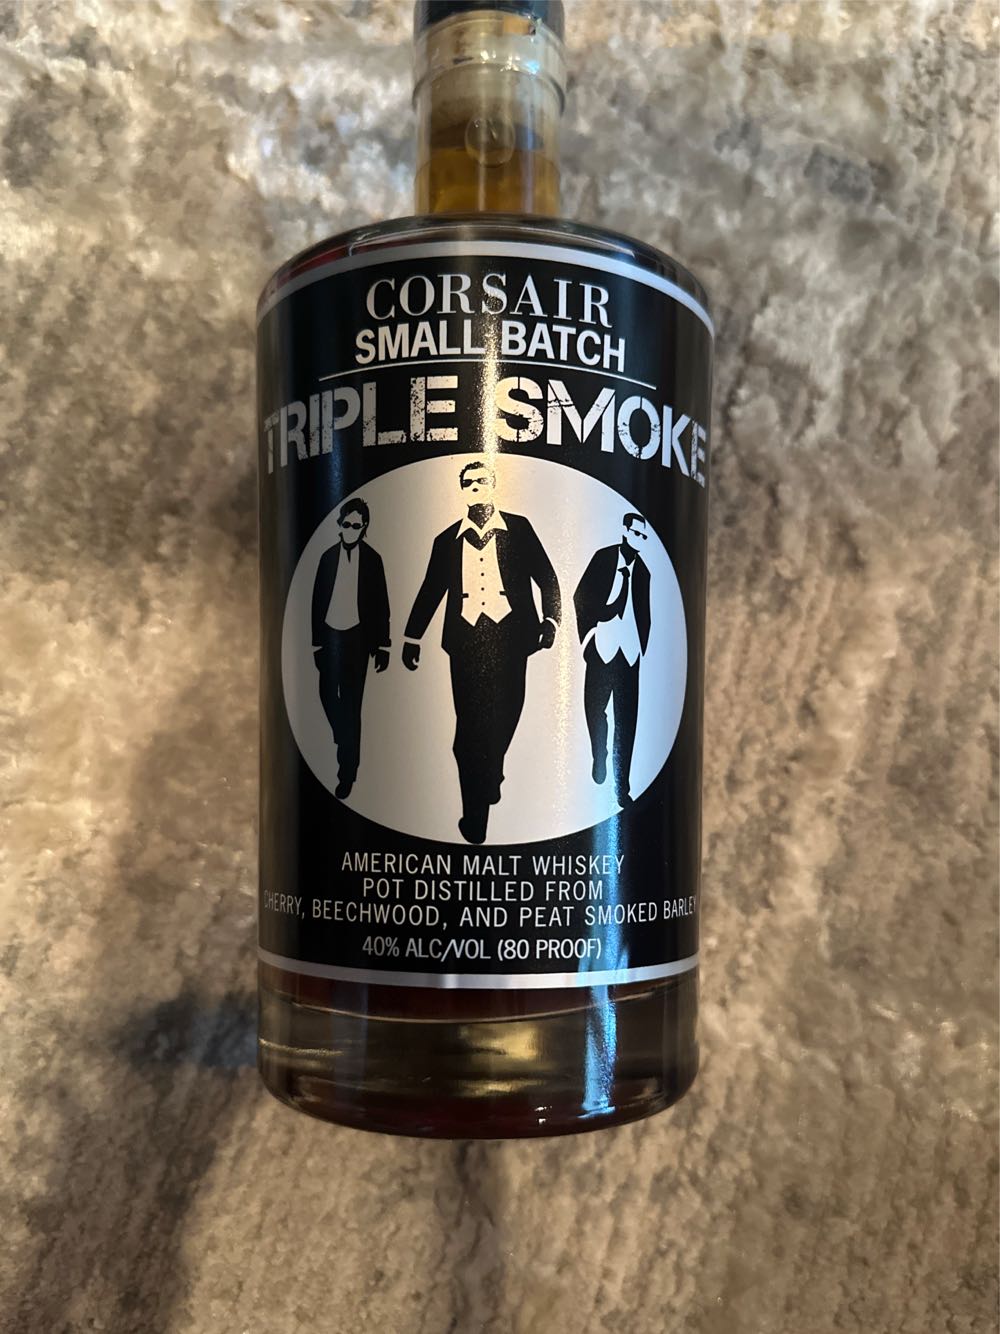 CORSAIR
SMALL BATCH
TRIPLE SMOKE
AMERICAN MALT WHISKEY
POT DISTILLED FROM
CHERRY, BEECHWOOD, AND PEAT SMOKED BARLEY
40% ALC/VOL (80 PROOF)